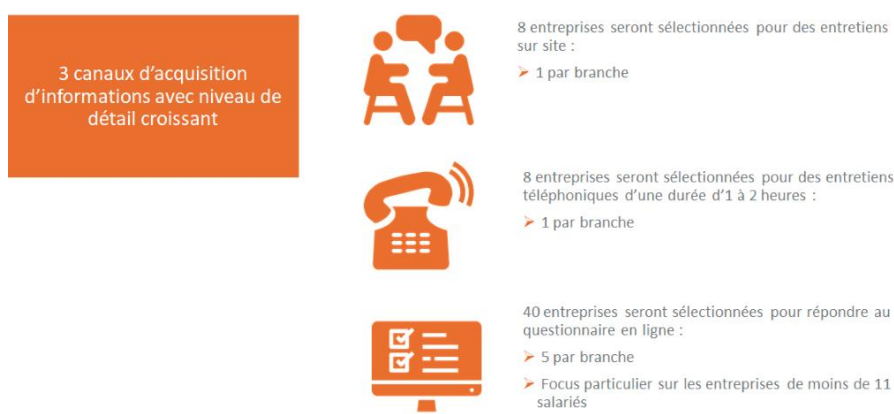 3 canaux d'acquisition
d'informations avec niveau de
détail croissant
8 entreprises seront sélectionnées pour des entretiens
sur site :
➢ 1 par branche
8 entreprises seront sélectionnées pour des entretiens
téléphoniques d'une durée d'1 à 2 heures :
➢ 1 par branche
40 entreprises seront sélectionnées pour répondre au
questionnaire en ligne :
➢ 5 par branche
➢ Focus particulier sur les entreprises de moins de 11
salariés